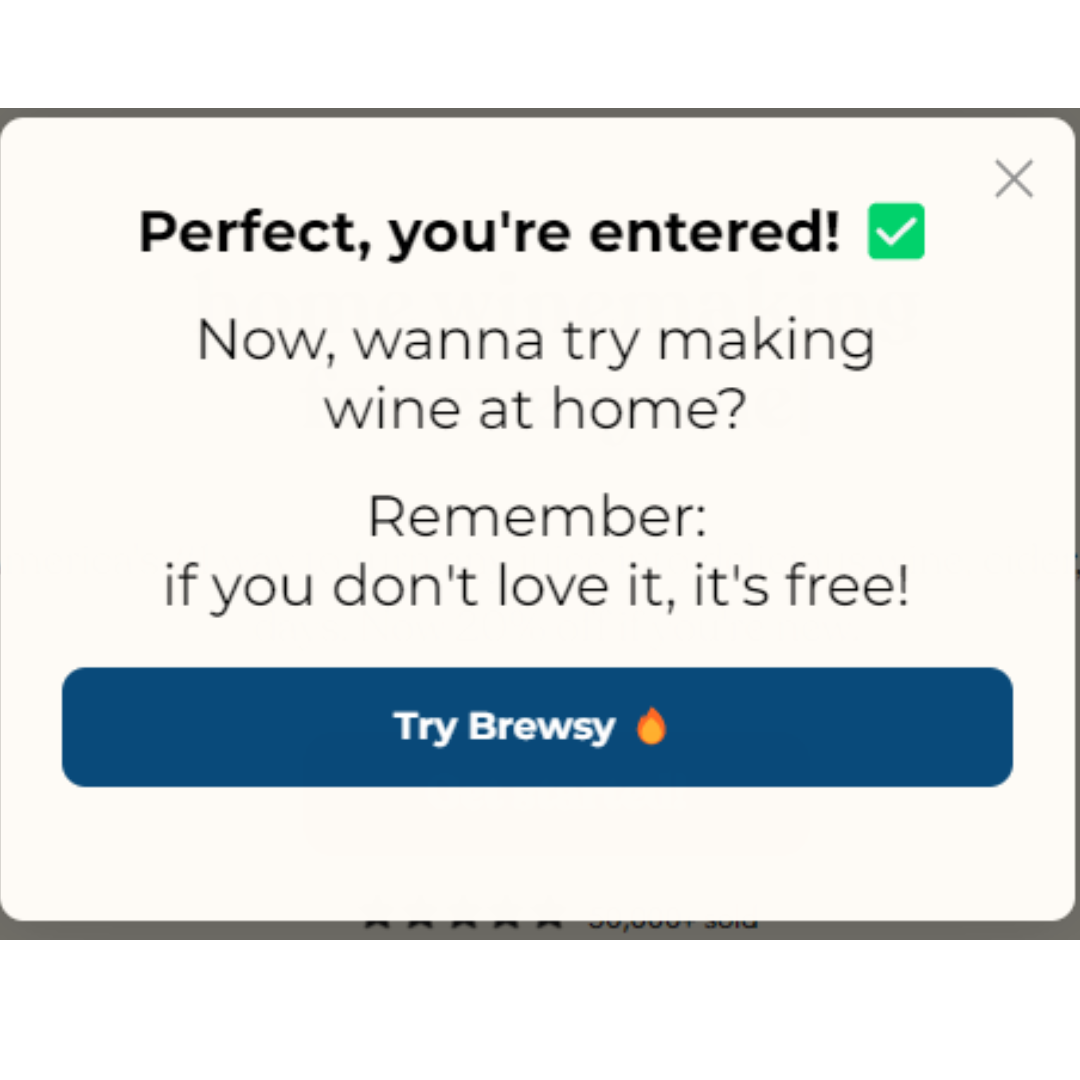 Perfect, you're entered! ✅
Now, wanna try making
wine at home?
Remember:
if you don't love it, it's free!
Try Brewsy 🔥
sold